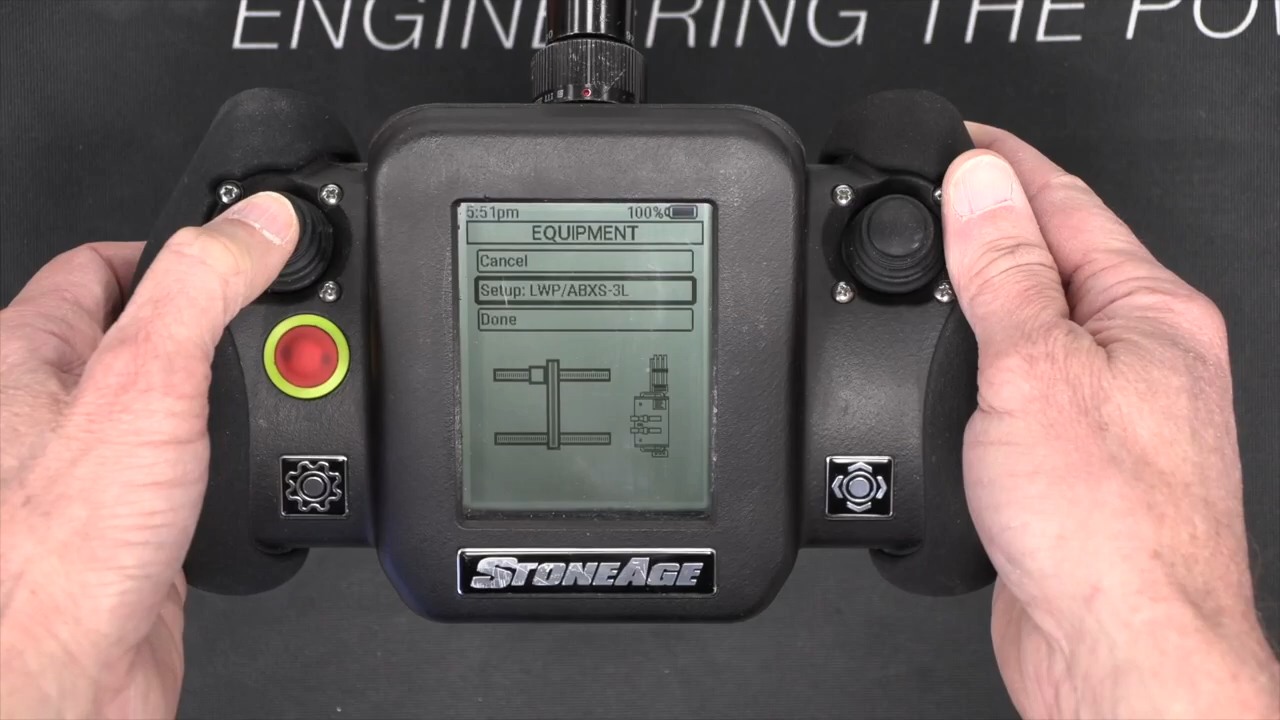 ENGINEERING THE POW
5:51pm 100%
EQUIPMENT
Cancel
Setup: LWP/ABXS-3L
Done
STONEAGE